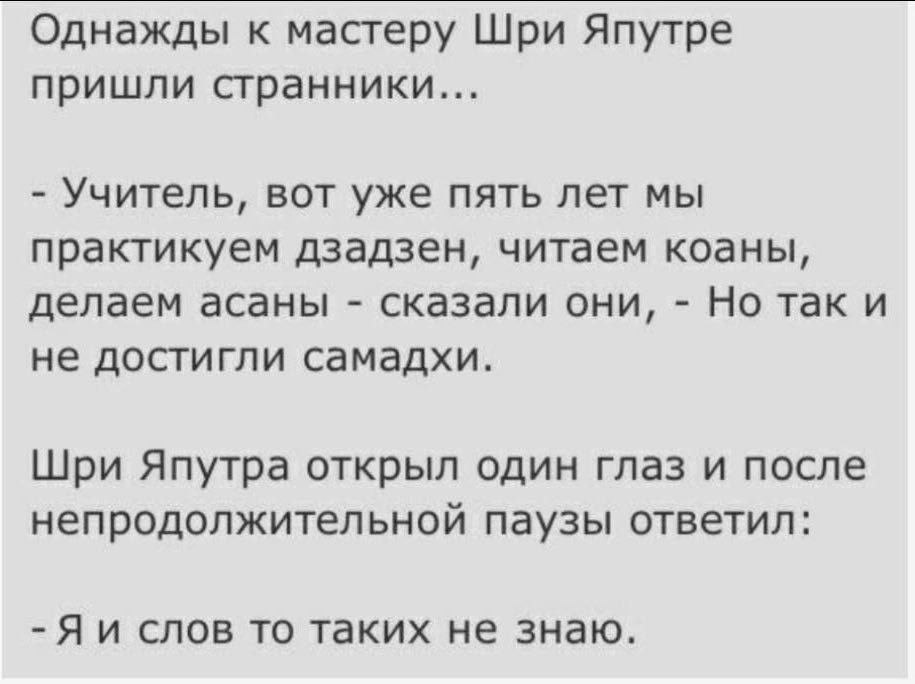 Однажды к мастеру Шри Япутре
пришли странники...
- Учитель, вот уже пять лет мы
практикуем дзадзен, читаем коаны,
делаем асаны - сказали они, - Но так и
не достигли самадхи.
Шри Япутра открыл один глаз и после
непродолжительной паузы ответил:
- Я и слов то таких не знаю.